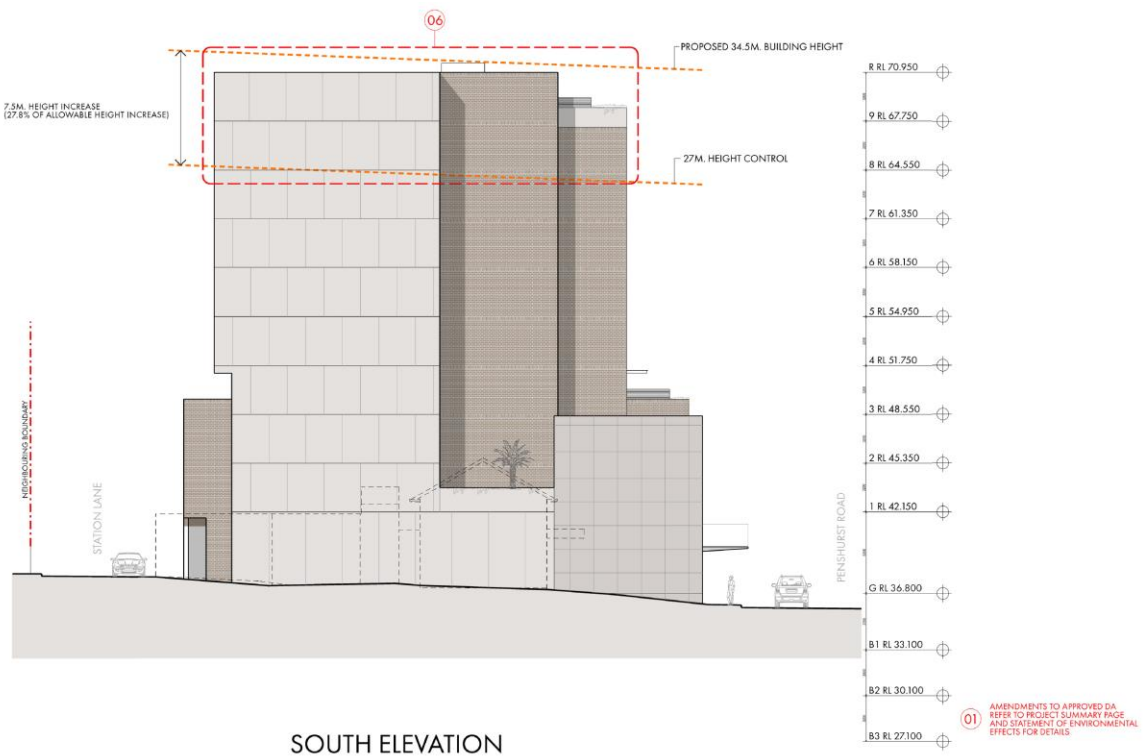 06
PROPOSED 34.5M. BUILDING HEIGHT
R RL 70.950
7.5M. HEIGHT INCREASE
(27.8% OF ALLOWABLE HEIGHT INCREASE)
9 RL 67.750
27M. HEIGHT CONTROL
8 RL 64.550
7 RL 61.350
6 RL 58.150
5 RL 54.950
4 RL 51.750
3 RL 48.550
2 RL 45.350
1 RL 42.150
NEIGHBOURING BOUNDARY
STATION LANE
PENSHURST ROAD
G RL 36.800
B1 RL 33.100
B2 RL 30.100
B3 RL 27.100
01
AMENDMENTS TO APPROVED DA
REFER TO PROJECT SUMMARY PAGE
AND STATEMENT OF ENVIRONMENTAL
EFFECTS FOR DETAILS
SOUTH ELEVATION